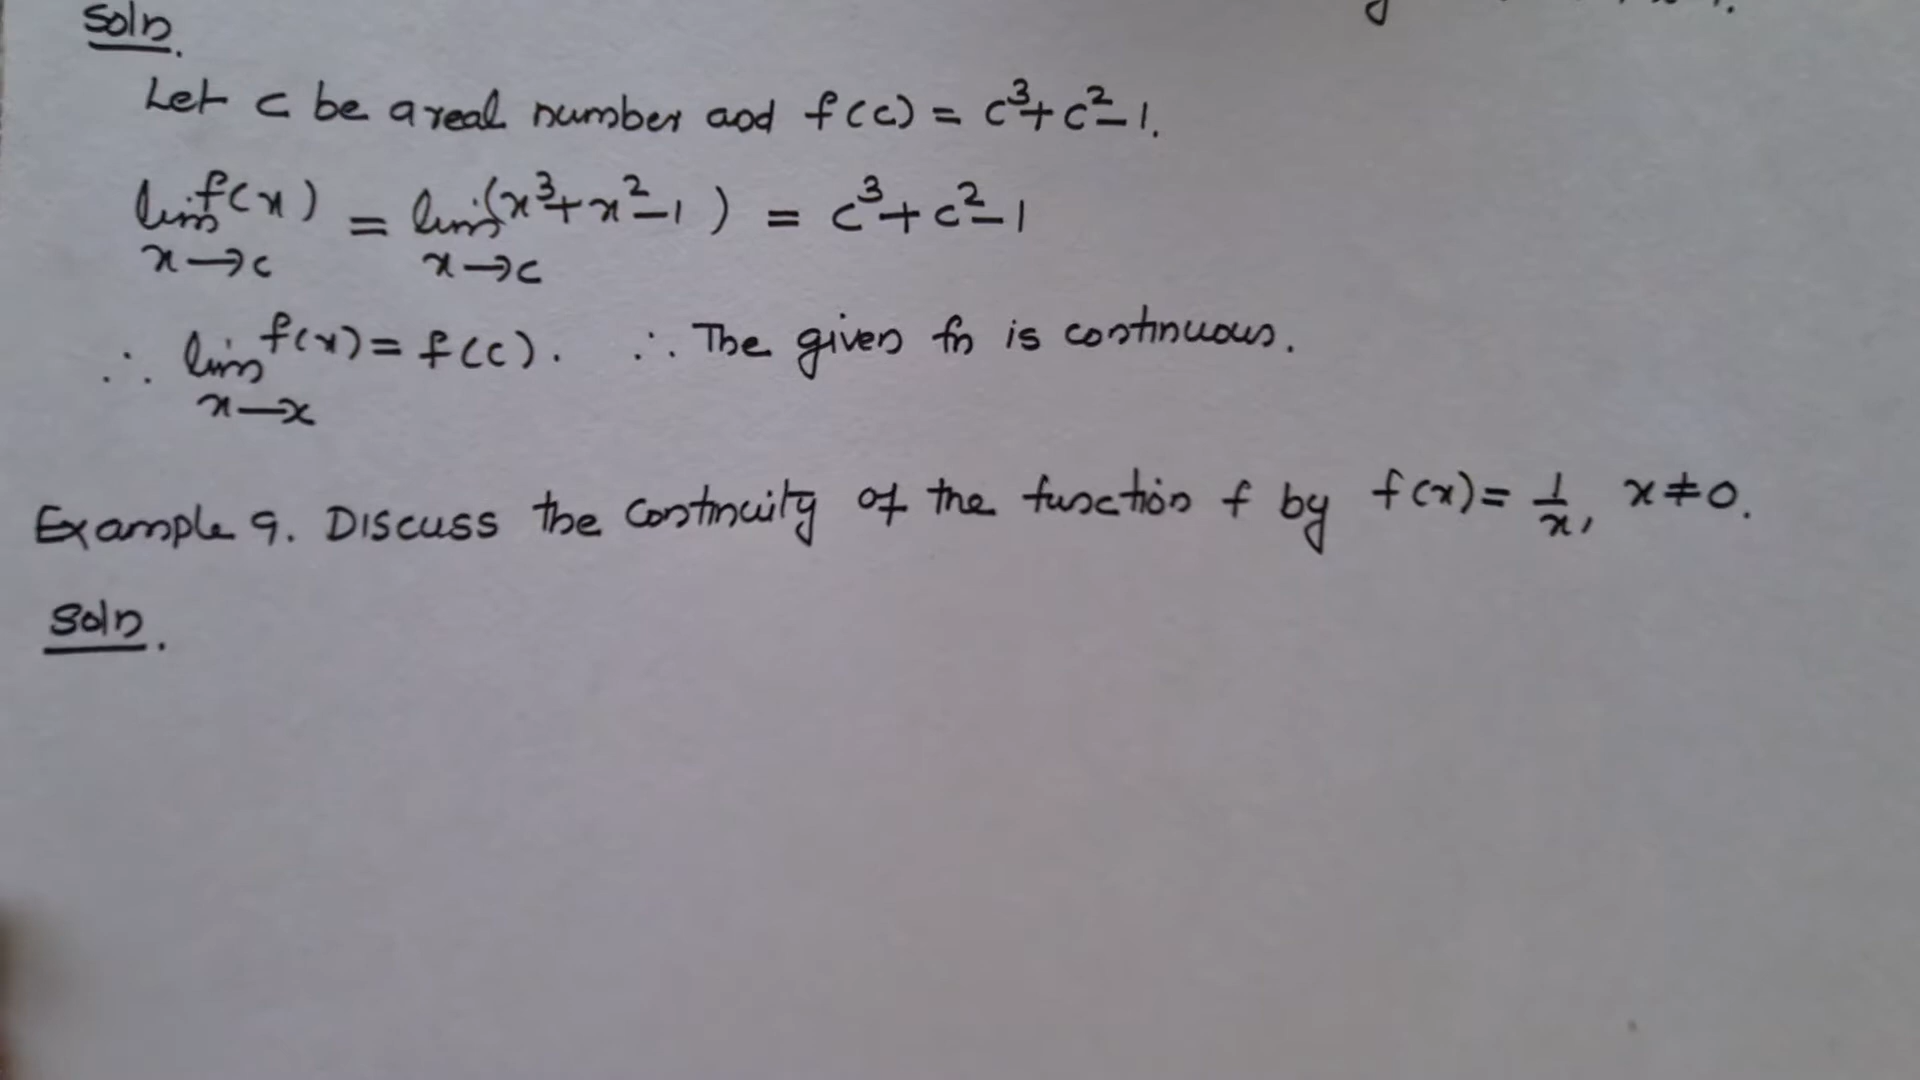 Soln.
Let c be a real number and f(c) = c³+c²-1.
lim f(x) = lim (x³+x²-1) = c³+c²-1
x→c x→c
∴ lim f(x) = f(c). ∴ The given fn is continuous.
x→c
Example 9. Discuss the continuity of the function f by f(x) = 1/x, x≠0.
Soln.